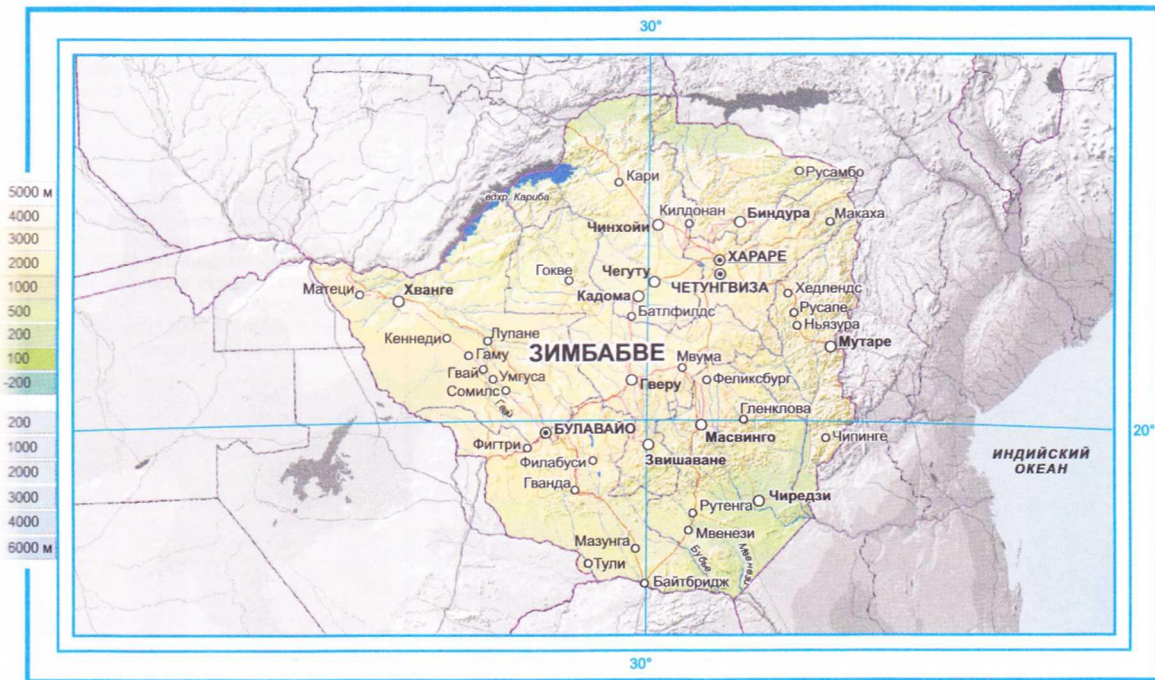 30°
5000 м
4000
3000
2000
1000
500
200
100
-200
200
1000
2000
3000
4000
6000 м
вдхр. Кариба
Кари
Русамбо
Килдонан
Биндура
Макаха
Чинхойи
ХАРАРЕ
Гокве
Чегуту
ЧЕТУНГВИЗА
Матеци
Хванге
Кадома
Хедлендс
Батлфилдс
Русапе
Ньязура
Кеннеди
Лупане
ЗИМБАБВЕ
Мутаре
Гаму
Мвума
Гвай
Умгуса
Гверу
Феликсбург
Сомилс
Гвай
Гленклова
БУЛАВАЙО
Масвинго
20°
Фигтри
Чипинге
Филабуси
Звишаване
ИНДИЙСКИЙ
ОКЕАН
Гванда
Чиредзи
Рутенга
Мвенези
Мазунга
Бубье
Мвенези
Тули
Байтбридж
30°